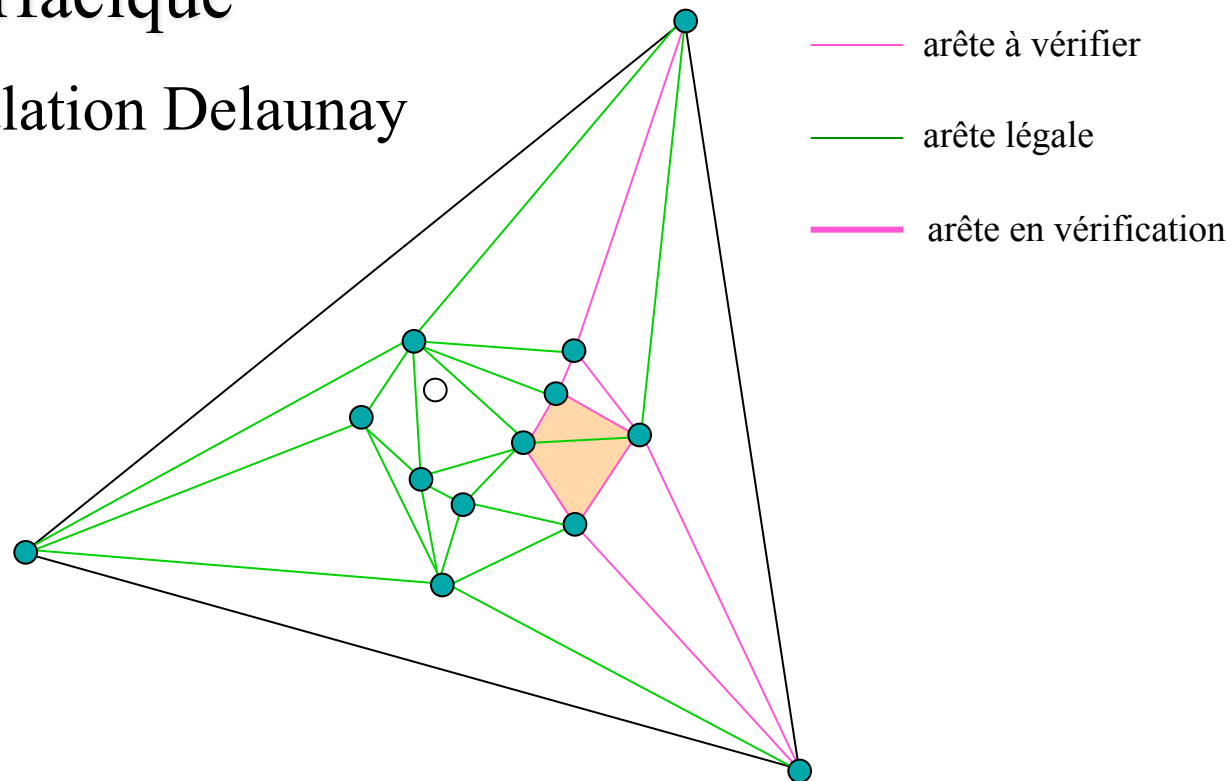 lation Delaunay
arête à vérifier
arête légale
arête en vérification